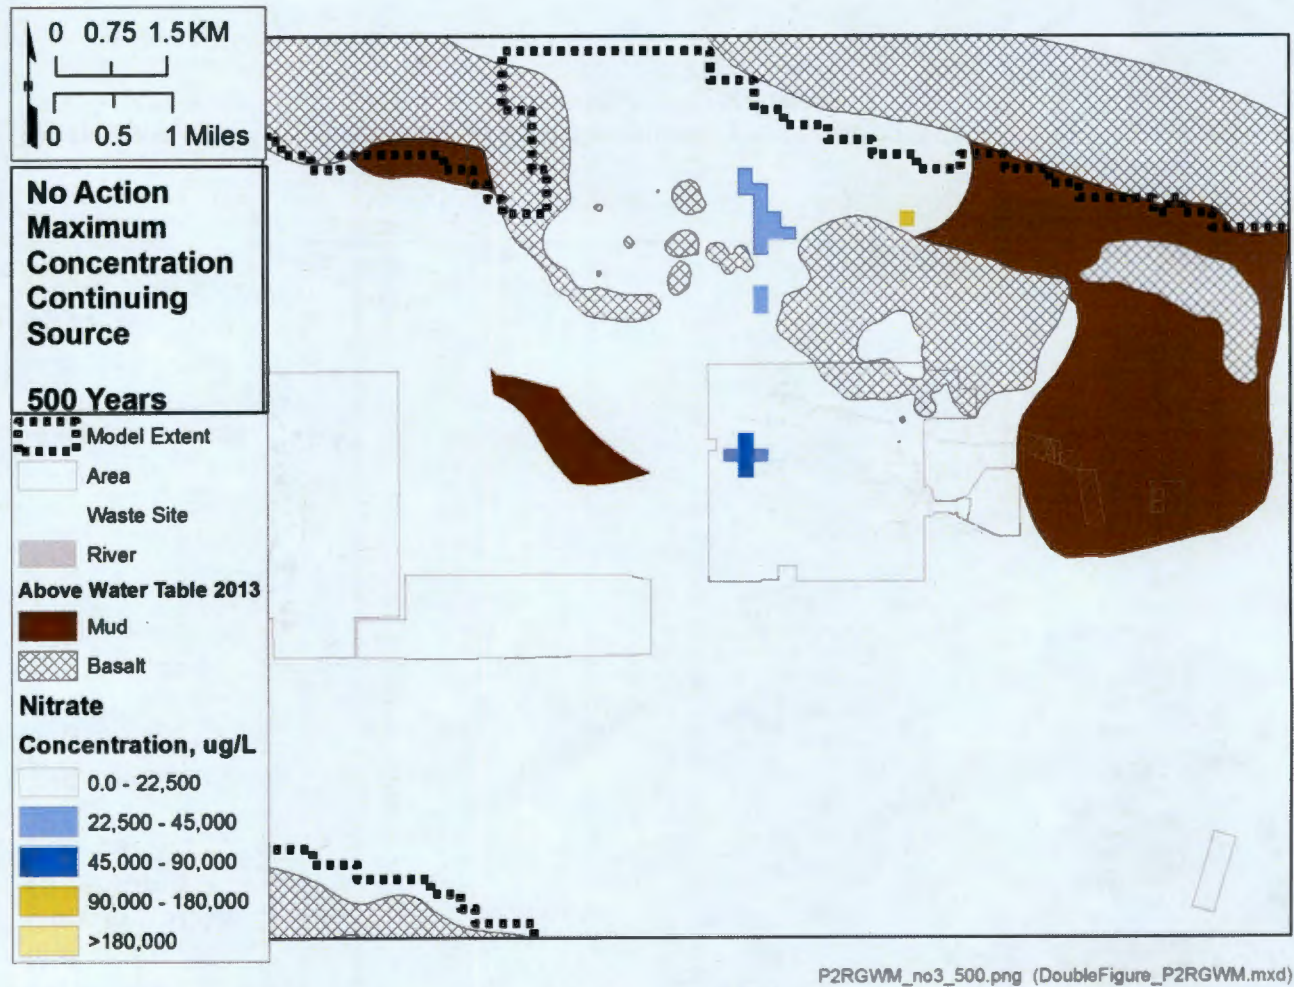 0 0.75 1.5 KM
0 0.5 1 Miles
No Action
Maximum
Concentration
Continuing
Source
500 Years
Model Extent
Area
Waste Site
River
Above Water Table 2013
Mud
Basalt
Nitrate
Concentration, ug/L
0.0 - 22,500
22,500 - 45,000
45,000 - 90,000
90,000 - 180,000
>180,000
P2RGWM_no3_500.png (DoubleFigure_P2RGWM.mxd)